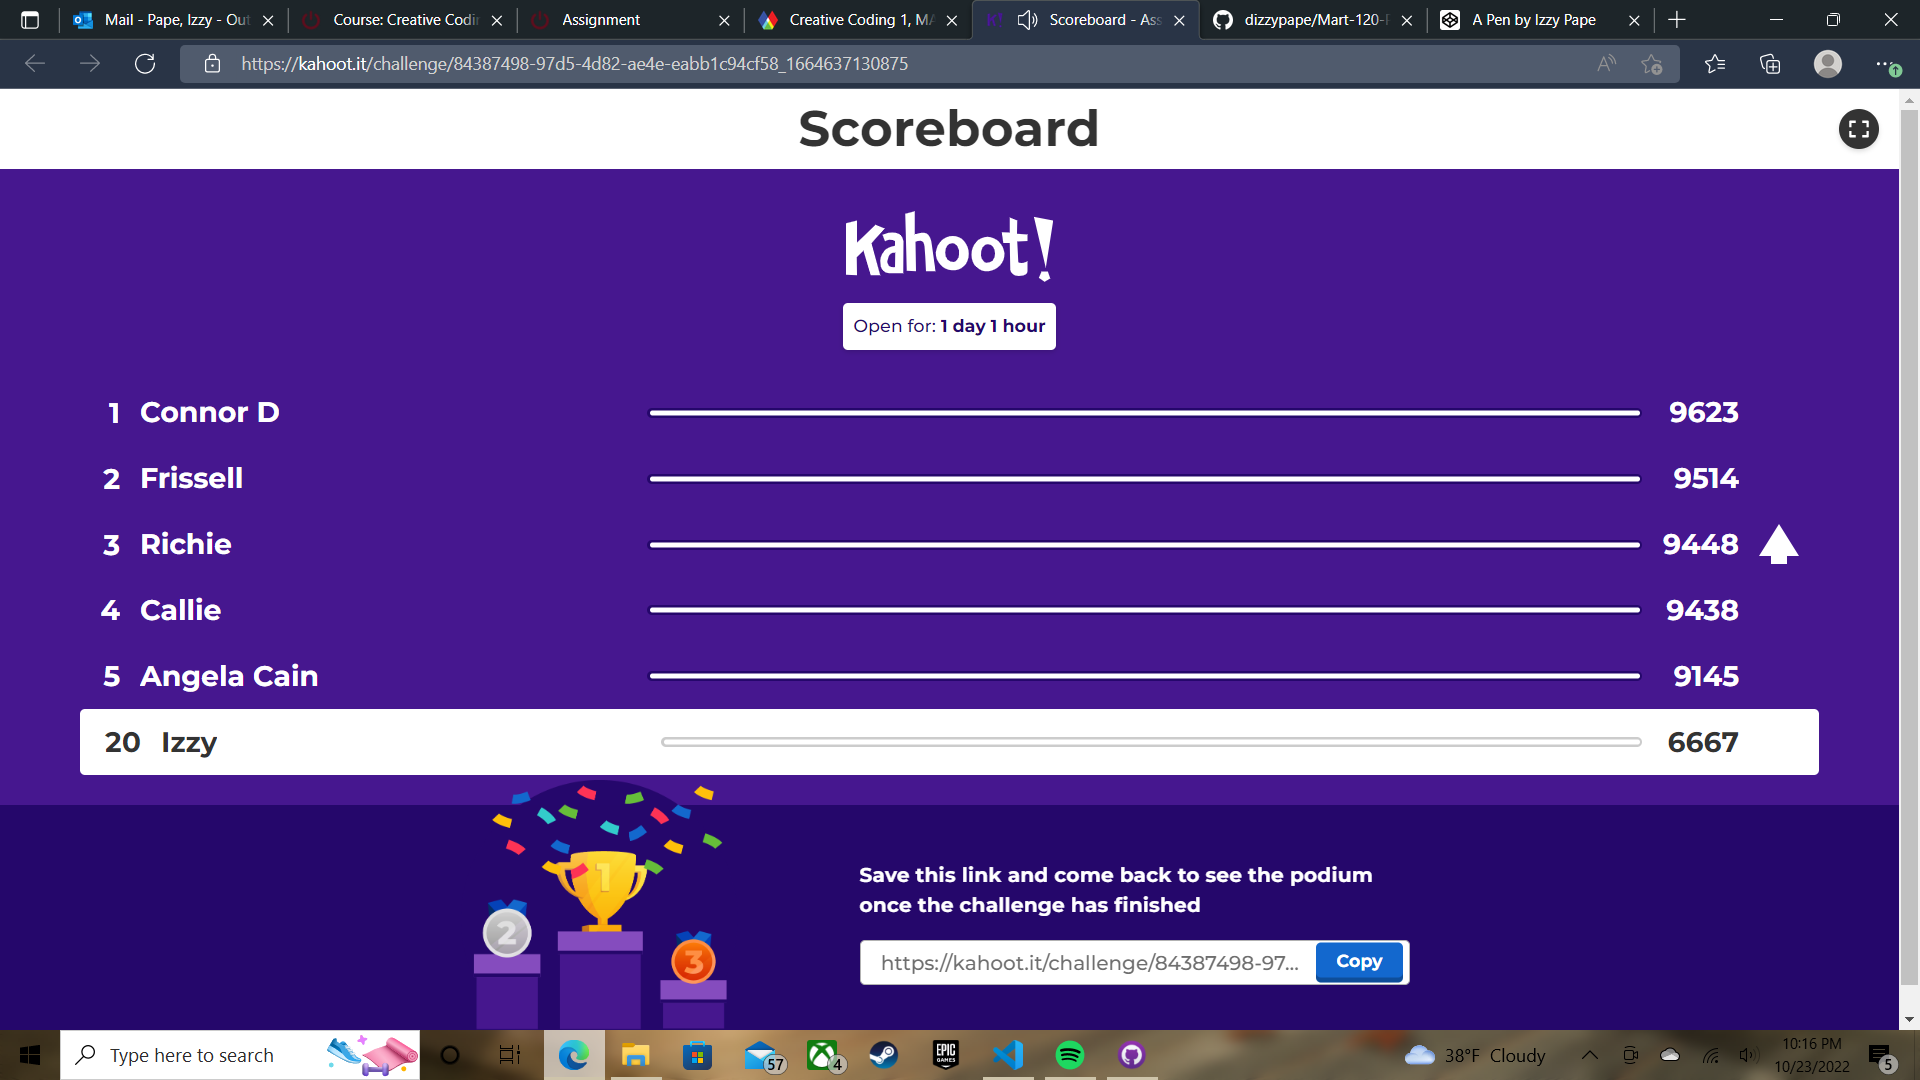 Mail - Pape, Izzy - Out
Course: Creative Codin
Assignment
Creative Coding 1, MA
Scoreboard - Ass
dizzypape/Mart-120-
A Pen by Izzy Pape
https://kahoot.it/challenge/84387498-97d5-4d82-ae4e-eabb1c94cf58_1664637130875
Scoreboard
Kahoot!
Open for: 1 day 1 hour
1 Connor D 9623
2 Frissell 9514
3 Richie 9448
4 Callie 9438
5 Angela Cain 9145
20 Izzy 6667
1
2
3
Save this link and come back to see the podium
once the challenge has finished
https://kahoot.it/challenge/84387498-97... Copy
Type here to search
57
4
EPIC
GAMES
38°F Cloudy
10:16 PM
10/23/2022
5